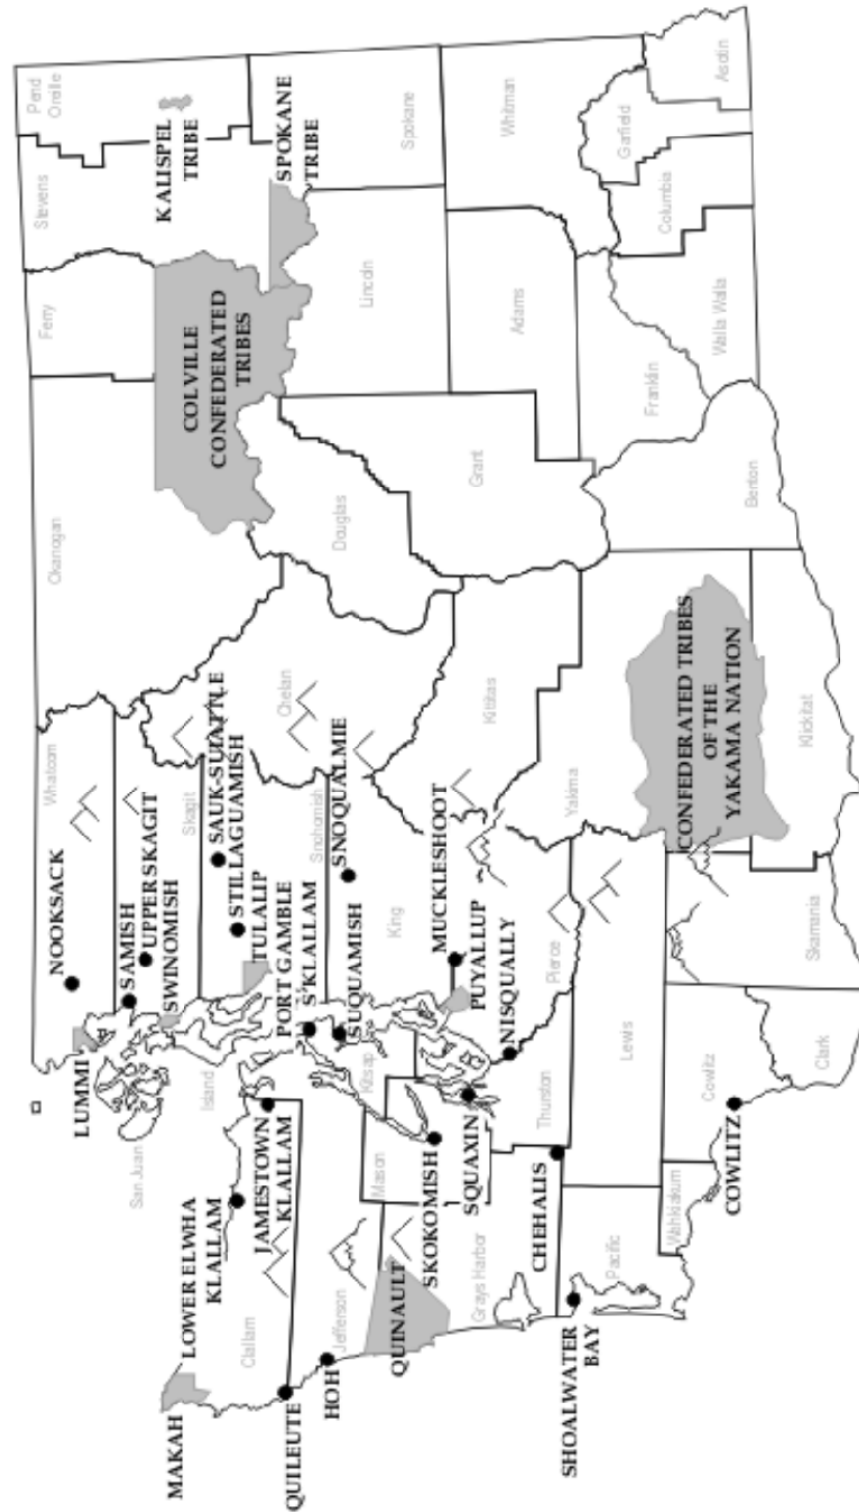 MAKAH
LOWER ELWHA
KLALLAM
QUILEUTE
HOH
Clallam
Jefferson
JAMESTOWN
KLALLAM
QUINAULT
SKOKOMISH
Grays Harbor
Mason
SQUAXIN
CHEHALIS
SHOALWATER
BAY
Pacific
Wahkiakum
COWLITZ
Cowlitz
Clark
Lewis
Thurston
San Juan
Island
LUMMI
NOOKSACK
Whatcom
SAMISH
UPPER SKAGIT
SWINOMISH
Skagit
SAUK-SUIATTLE
STILLAGUAMISH
TULALIP
Snohomish
PORT GAMBLE
S'KLALLAM
SUQUAMISH
Kitsap
SNOQUALMIE
King
MUCKLESHOOT
PUYALLUP
NISQUALLY
Pierce
Skamania
Okanogan
Chelan
Douglas
Kittitas
Grant
Yakima
CONFEDERATED TRIBES
OF THE
YAKAMA NATION
Klickitat
Benton
Ferry
Stevens
Pend
Oreille
COLVILLE
CONFEDERATED
TRIBES
KALISPEL
TRIBE
SPOKANE
TRIBE
Lincoln
Spokane
Adams
Whitman
Franklin
Walla Walla
Columbia
Garfield
Asotin